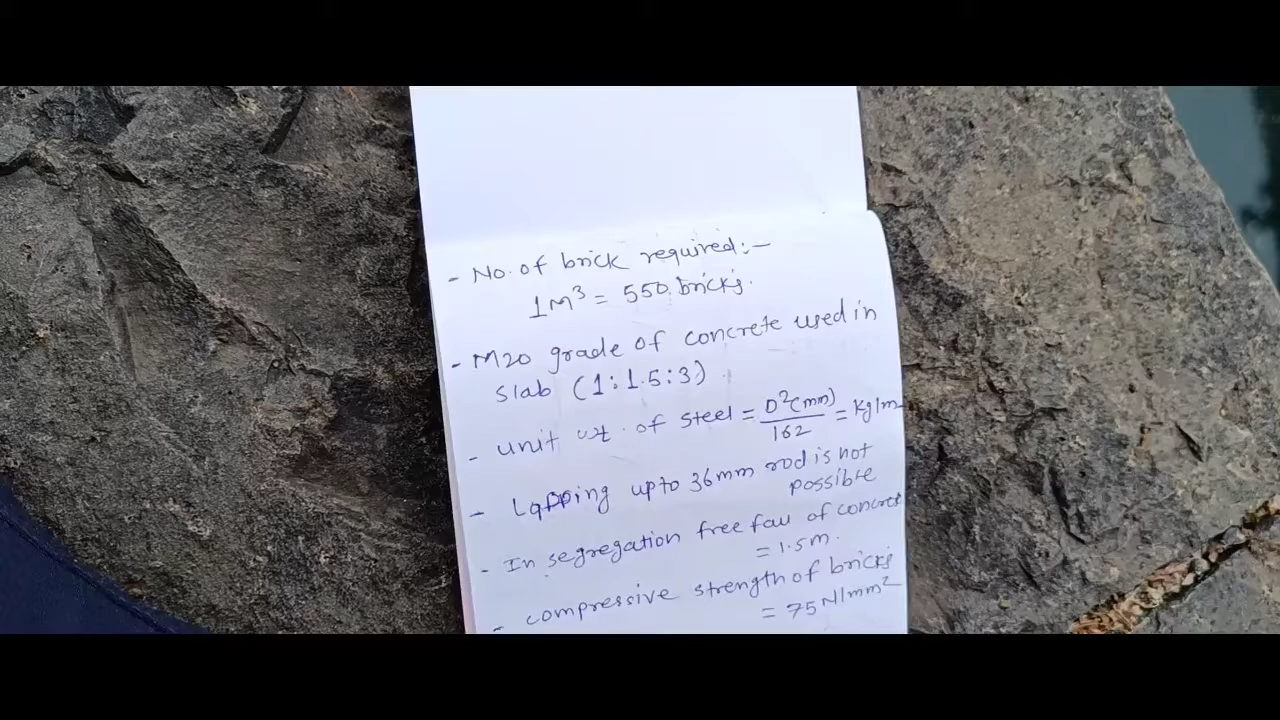 - No. of brick required:-
1m³ = 550 bricks.
- M20 grade of concrete used in
slab (1:1.5:3)
- unit wt. of steel = D²(mm)/162 = kg/m
- Lapping upto 36mm rod is not
possible
- In segregation free fall of concrete
= 1.5m.
- compressive strength of bricks
= 75 N/mm²